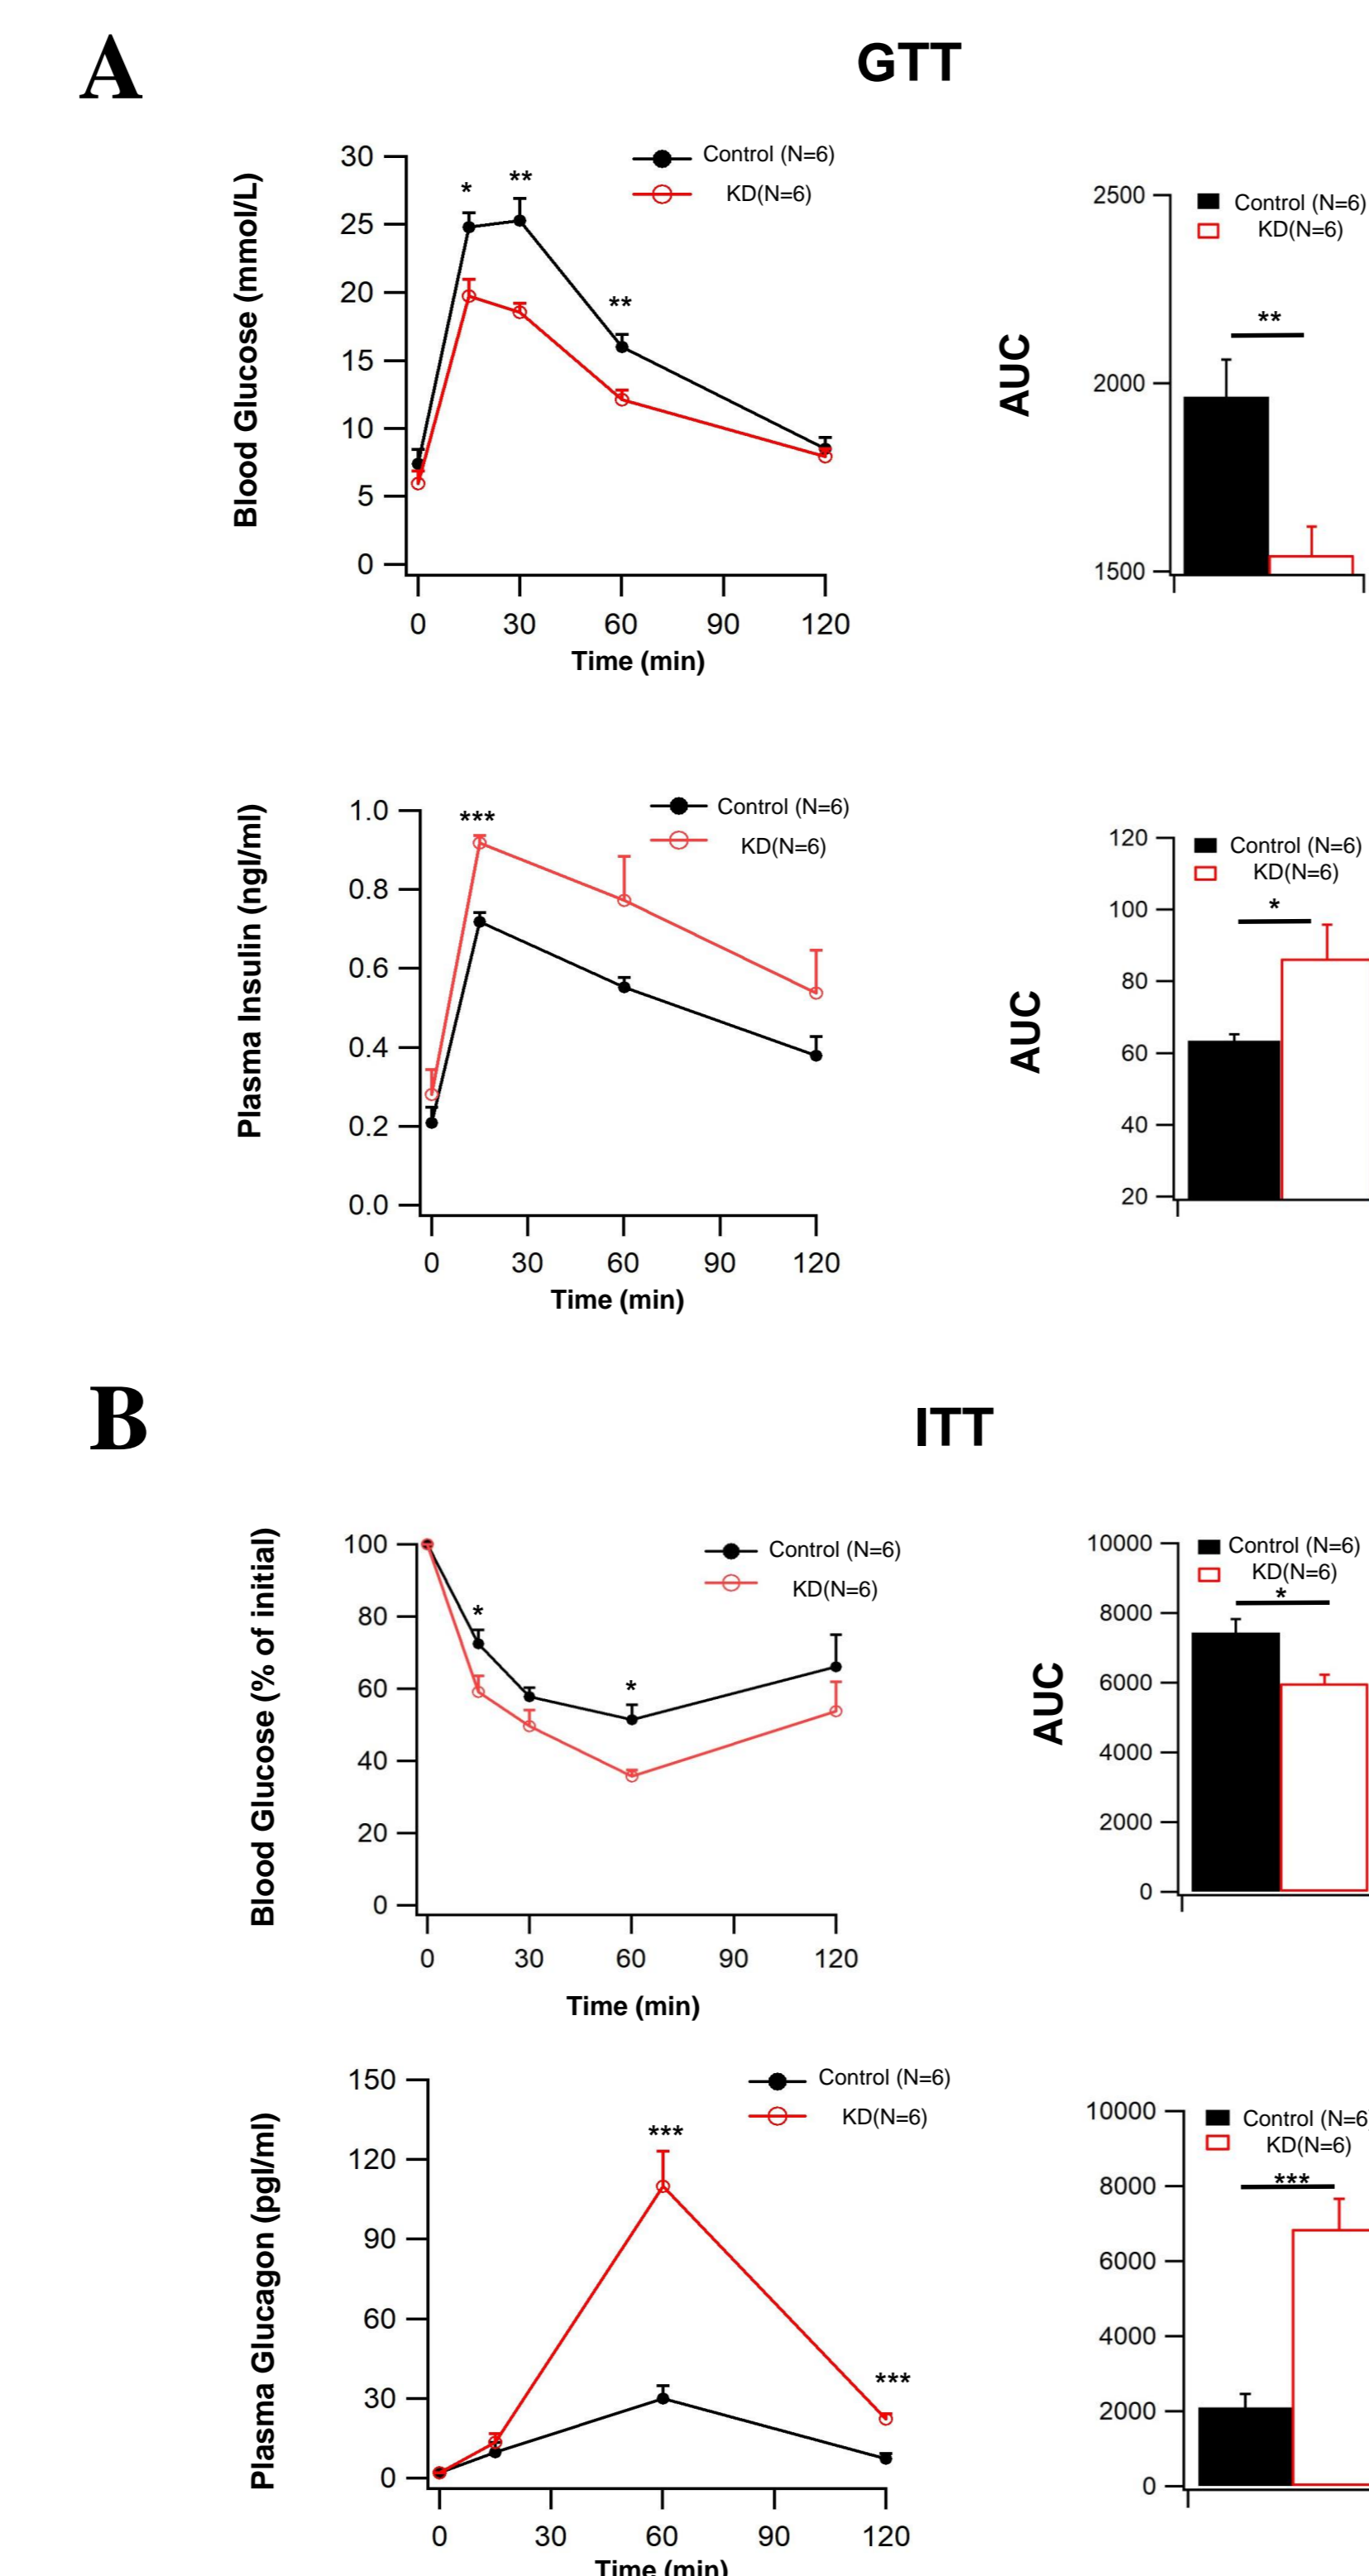 A
GTT
Blood Glucose (mmol/L)
30
25
20
15
10
5
0
* ** **
Control (N=6)
KD(N=6)
0 30 60 90 120
Time (min)
AUC
2500
2000
1500
Control (N=6)
KD(N=6)
**
Plasma Insulin (ngl/ml)
1.0
0.8
0.6
0.4
0.2
0.0
***
Control (N=6)
KD(N=6)
0 30 60 90 120
Time (min)
AUC
120
100
80
60
40
20
Control (N=6)
KD(N=6)
*
B
ITT
Blood Glucose (% of initial)
100
80
60
40
20
0
* *
Control (N=6)
KD(N=6)
0 30 60 90 120
Time (min)
AUC
10000
8000
6000
4000
2000
0
Control (N=6)
KD(N=6)
*
Plasma Glucagon (pgl/ml)
150
120
90
60
30
0
*** ***
Control (N=6)
KD(N=6)
0 30 60 90 120
Time (min)
10000
8000
6000
4000
2000
0
Control (N=6
KD(N=6)
***